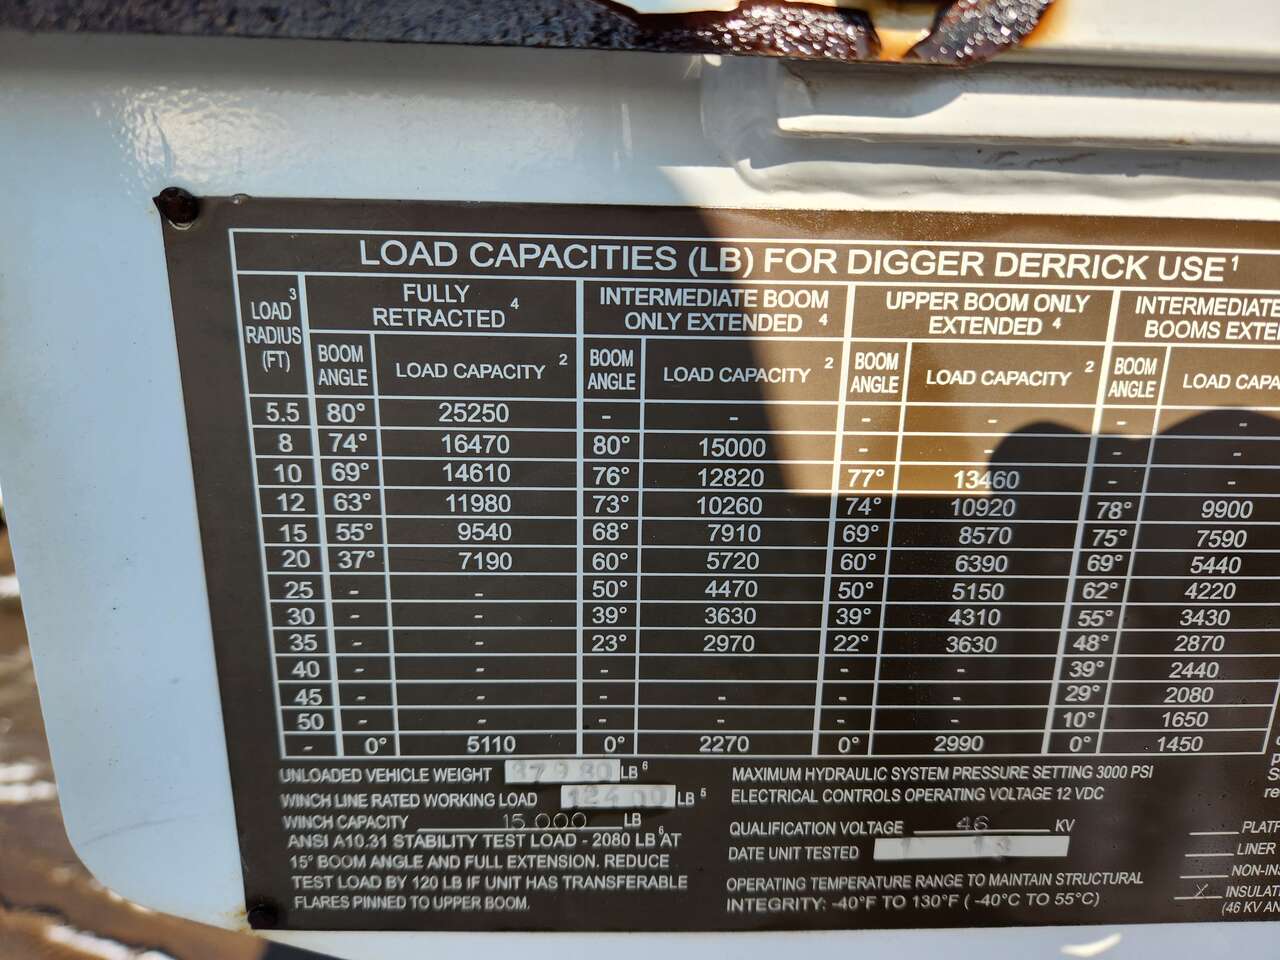 LOAD CAPACITIES (LB) FOR DIGGER DERRICK USE 1
LOAD 3 RADIUS (FT)
FULLY RETRACTED 4
INTERMEDIATE BOOM ONLY EXTENDED 4
UPPER BOOM ONLY EXTENDED 4
INTERMEDIATE
BOOMS EXTE
BOOM ANGLE LOAD CAPACITY 2 BOOM ANGLE LOAD CAPACITY 2 BOOM ANGLE LOAD CAPACITY 2 BOOM ANGLE LOAD CAPA
5.5 80° 25250 - - - - - -
8 74° 16470 80° 15000 - - - -
10 69° 14610 76° 12820 77° 13460 - -
12 63° 11980 73° 10260 74° 10920 78° 9900
15 55° 9540 68° 7910 69° 8570 75° 7590
20 37° 7190 60° 5720 60° 6390 69° 5440
25 - - 50° 4470 50° 5150 62° 4220
30 - - 39° 3630 39° 4310 55° 3430
35 - - 23° 2970 22° 3630 48° 2870
40 - - - - - - 39° 2440
45 - - - - - - 29° 2080
50 - - - - - - 10° 1650
- 0° 5110 0° 2270 0° 2990 0° 1450
UNLOADED VEHICLE WEIGHT 37980 LB 6
WINCH LINE RATED WORKING LOAD 12400 LB 5
WINCH CAPACITY 15,000 LB
ANSI A10.31 STABILITY TEST LOAD - 2080 LB 6 AT
15° BOOM ANGLE AND FULL EXTENSION. REDUCE
TEST LOAD BY 120 LB IF UNIT HAS TRANSFERABLE
FLARES PINNED TO UPPER BOOM.
MAXIMUM HYDRAULIC SYSTEM PRESSURE SETTING 3000 PSI
ELECTRICAL CONTROLS OPERATING VOLTAGE 12 VDC
QUALIFICATION VOLTAGE 46 KV
DATE UNIT TESTED
OPERATING TEMPERATURE RANGE TO MAINTAIN STRUCTURAL
INTEGRITY: -40°F TO 130°F ( -40°C TO 55°C)
PLATF
LINER
NON-INS
X INSULAT
(46 KV AN